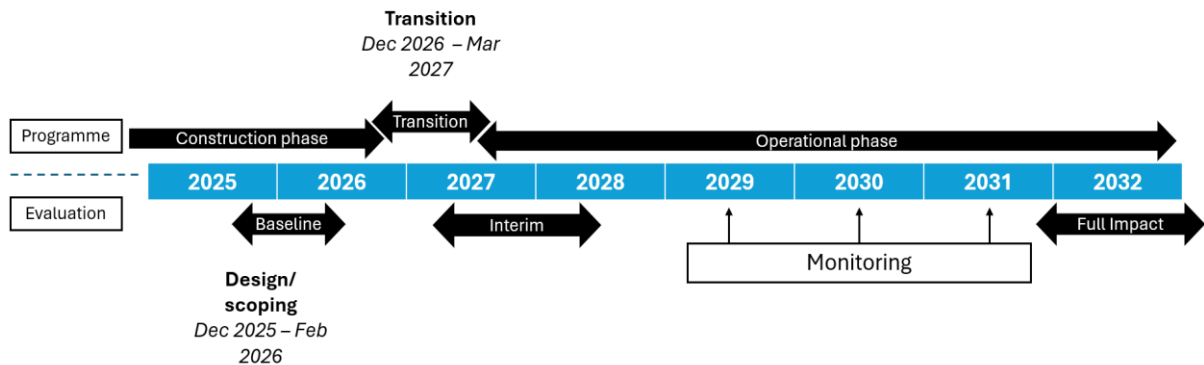 Transition
Dec 2026 – Mar
2027
Programme
Construction phase
Transition
Operational phase
2025 2026 2027 2028 2029 2030 2031 2032
Evaluation
Baseline
Interim
Full Impact
Monitoring
Design/
scoping
Dec 2025 – Feb
2026